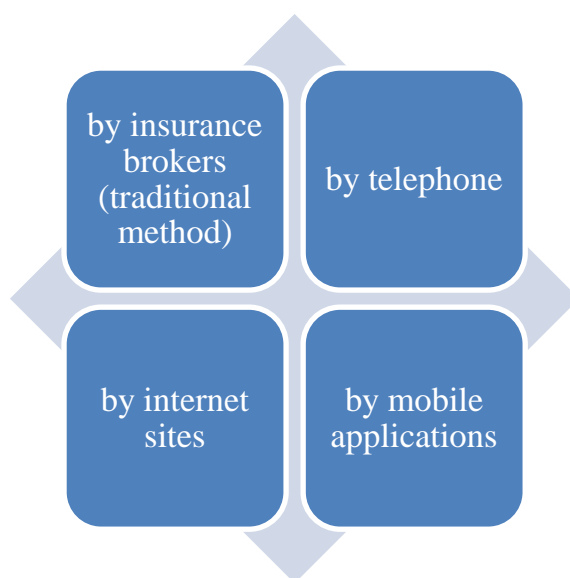 by insurance
brokers
(traditional
method)
by telephone
by internet
sites
by mobile
applications